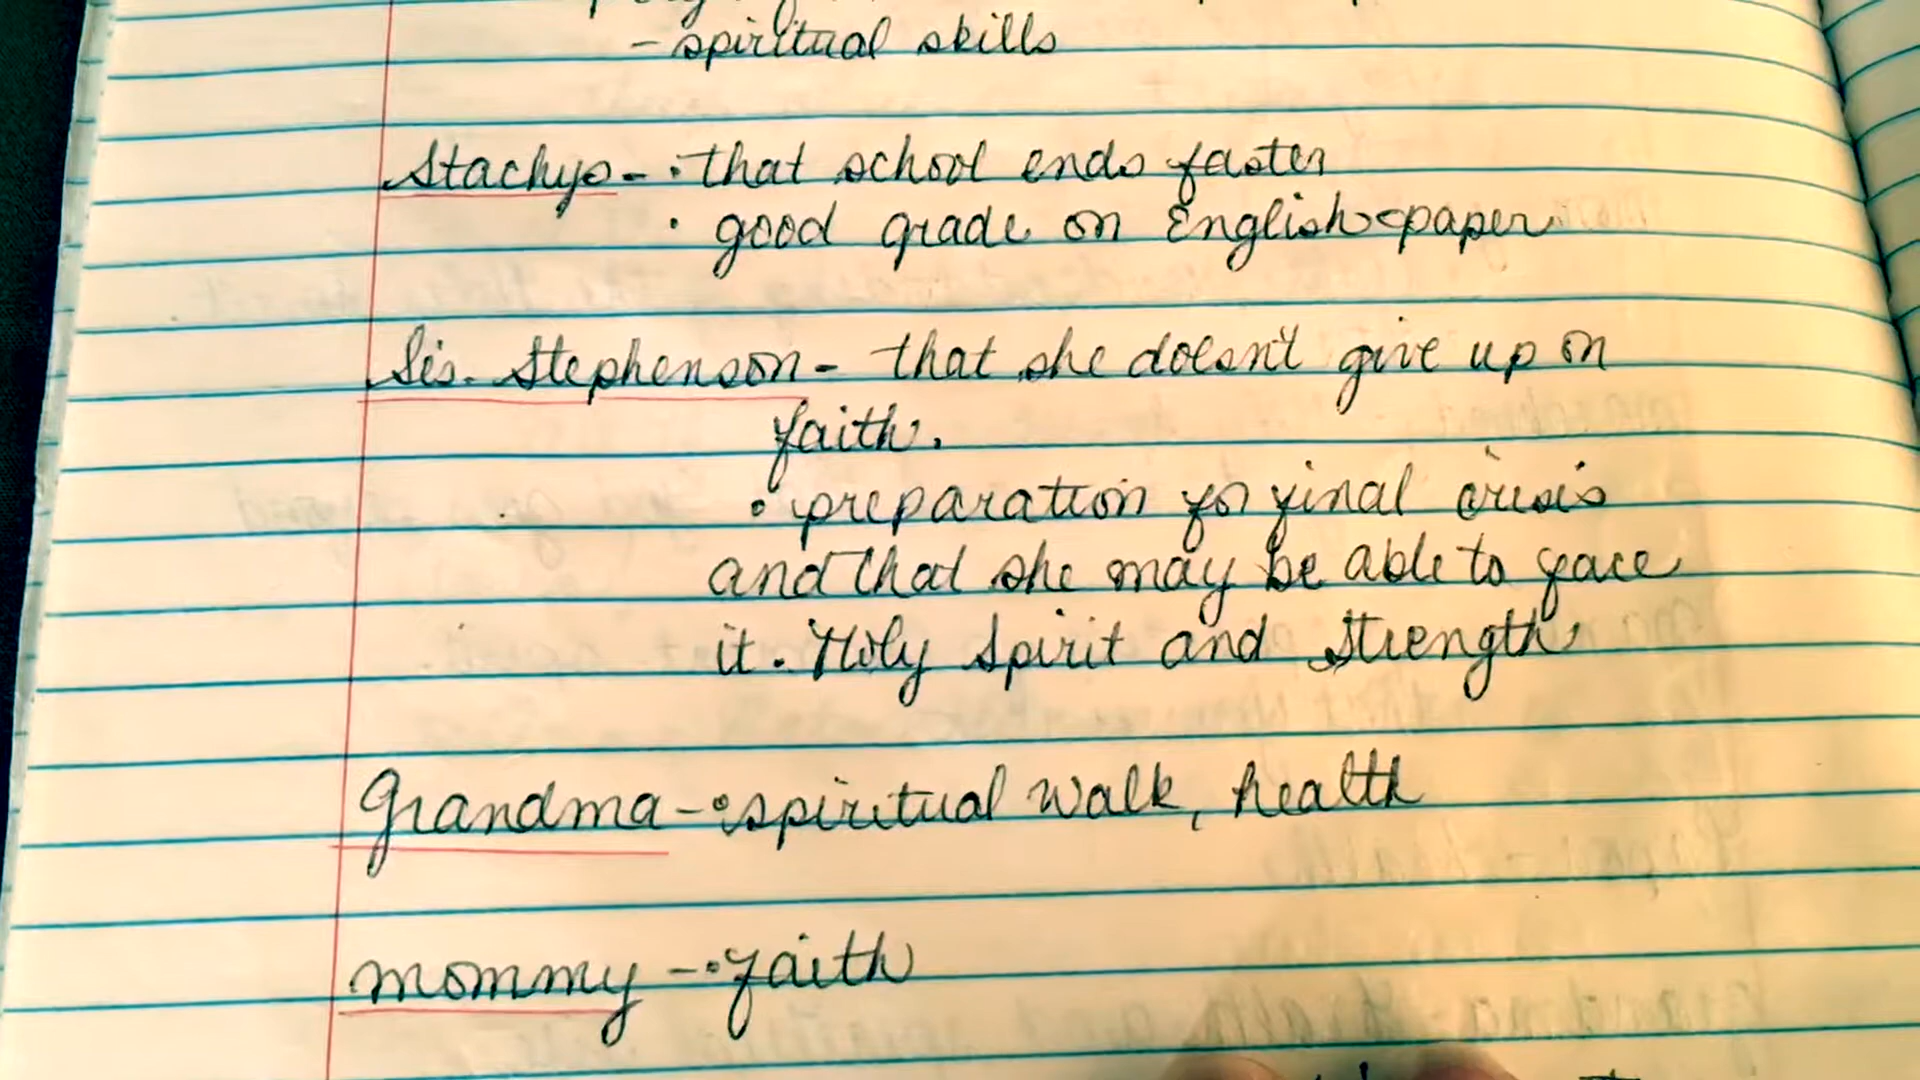 - spiritual skills
Stachys - • that school ends faster
• good grade on English paper
Sis. Stephenson - that she doesn't give up on
faith.
• preparation for final crisis
and that she may be able to face
it. Holy Spirit and strength
Grandma - • spiritual walk, health
mommy - • faith